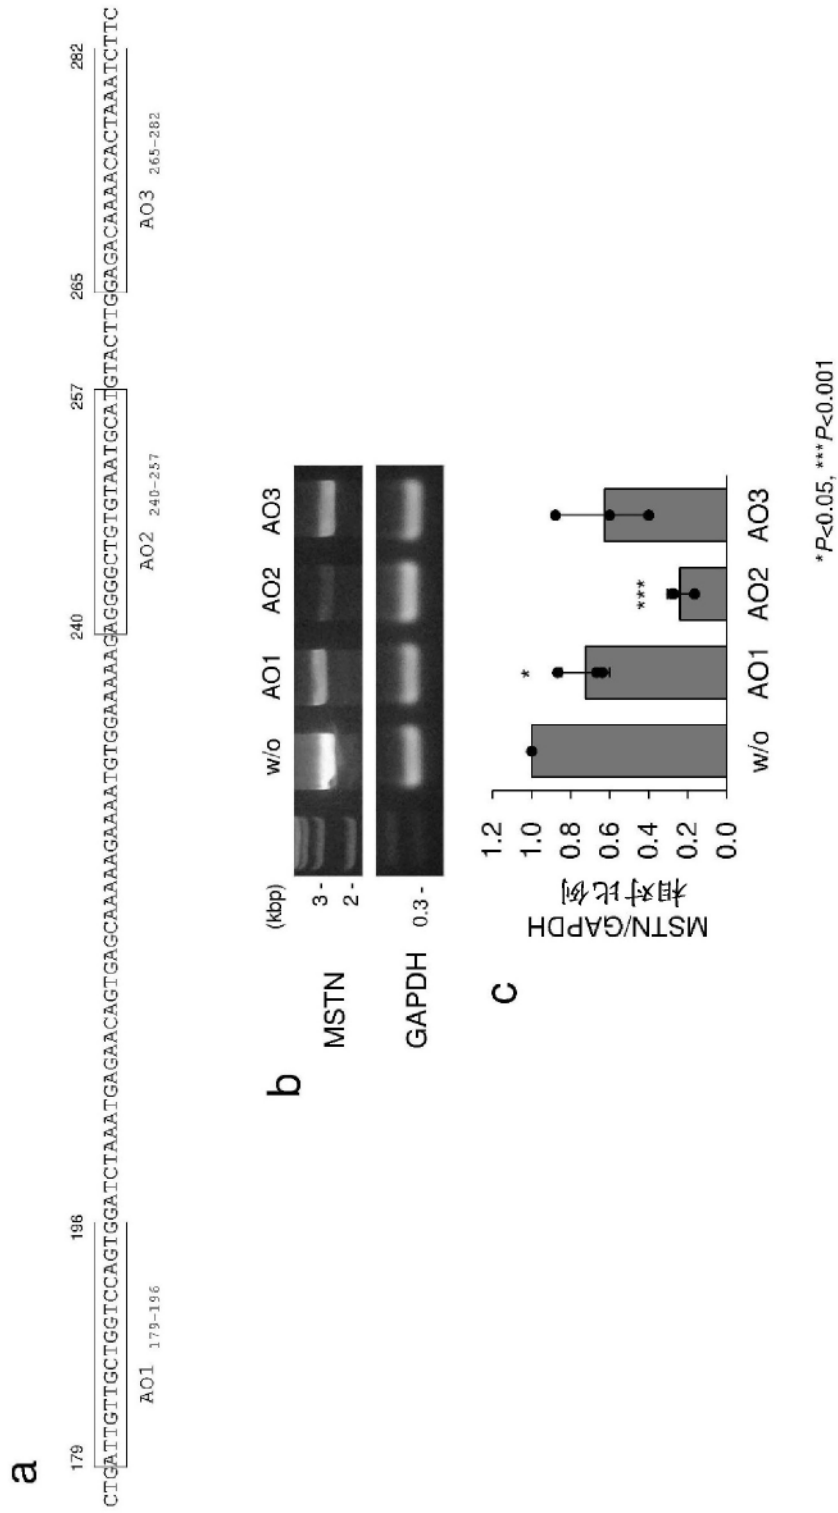 a
179 196 240 257 265 282
CTGATTGTTGCTGGTCCAGTGGATCTAAATGAGAACAGTGAGCAAAAAGAAAATGTGGAAAAAGAGGGGCTGTGTAATGCATGTACTTGGAGACAAAACACTAAATCTTC
AO1 179-196 AO2 240-257 AO3 265-282
b
(kbp) w/o AO1 AO2 AO3
MSTN 3 -
2 -
GAPDH 0.3 -
c
MSTN/GAPDH
相对比例
1.2
1.0
0.8
0.6
0.4
0.2
0.0
* ***
w/o AO1 AO2 AO3
*P<0.05, ***P<0.001